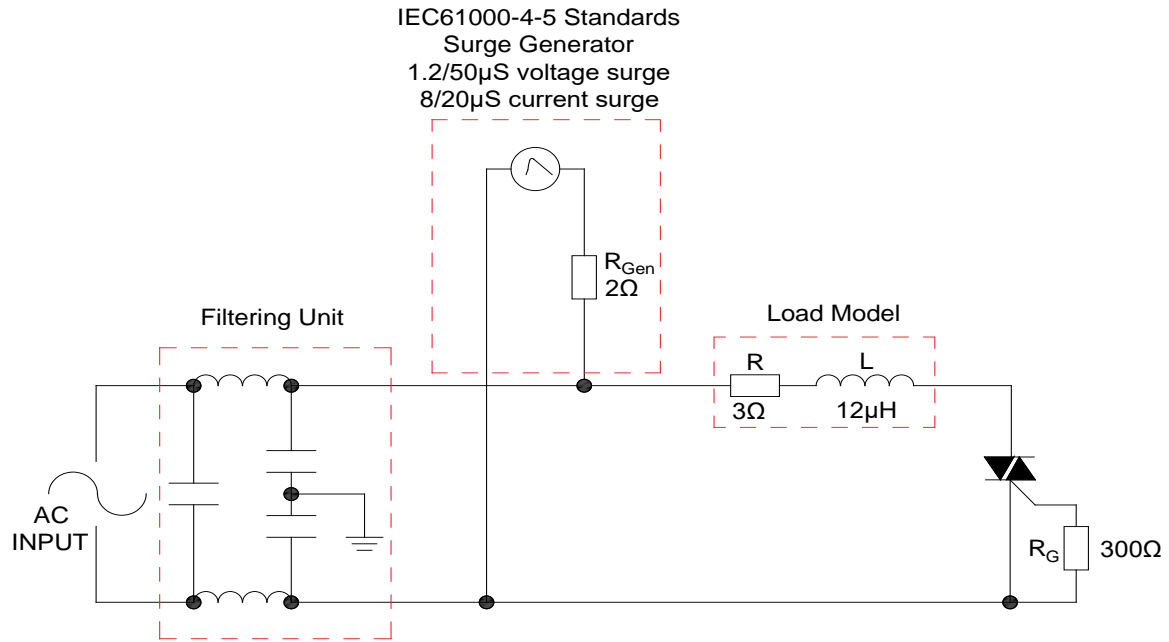 IEC61000-4-5 Standards
Surge Generator
1.2/50µS voltage surge
8/20µS current surge
RGen
2Ω
Filtering Unit
Load Model
R
L
3Ω
12µH
AC
INPUT
RG
300Ω